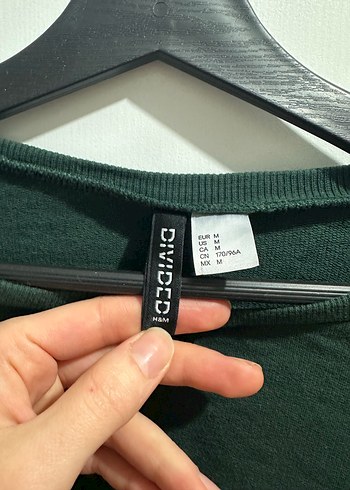 DIVIDED
H&M
EUR M
US M
CA M
CN 170/96A
MX M